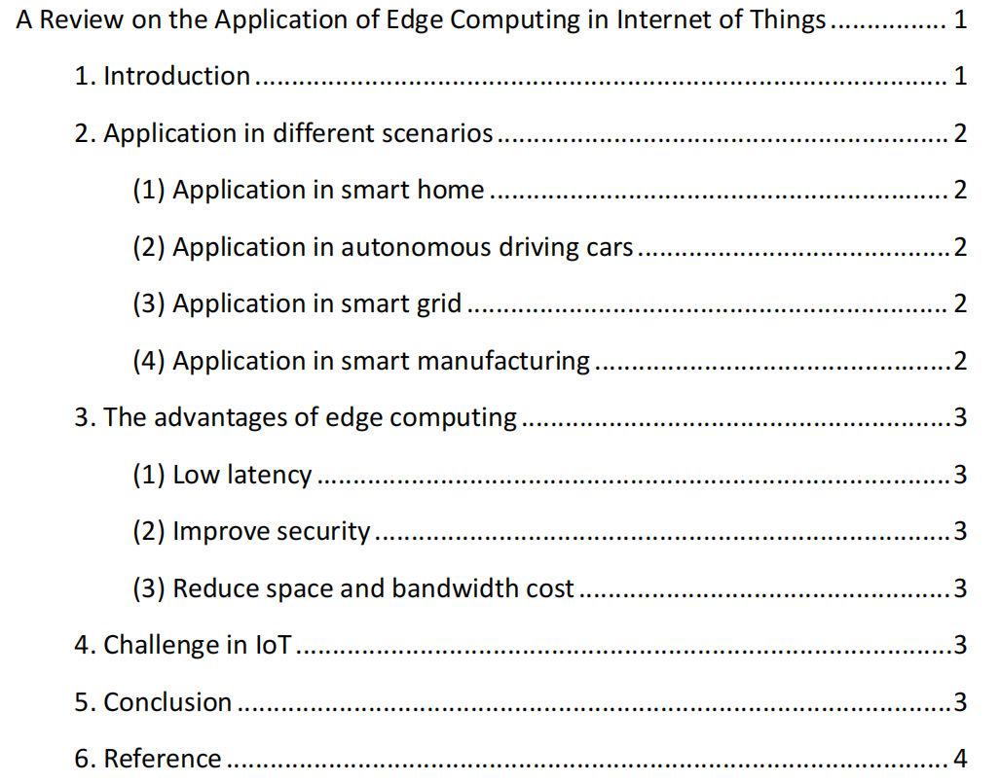 A Review on the Application of Edge Computing in Internet of Things ............... 1
1. Introduction ............................................................................................... 1
2. Application in different scenarios .............................................................. 2
(1) Application in smart home ............................................................... 2
(2) Application in autonomous driving cars ........................................... 2
(3) Application in smart grid .................................................................. 2
(4) Application in smart manufacturing ................................................. 2
3. The advantages of edge computing ........................................................... 3
(1) Low latency ....................................................................................... 3
(2) Improve security ............................................................................... 3
(3) Reduce space and bandwidth cost ................................................... 3
4. Challenge in IoT .......................................................................................... 3
5. Conclusion .................................................................................................. 3
6. Reference ................................................................................................... 4